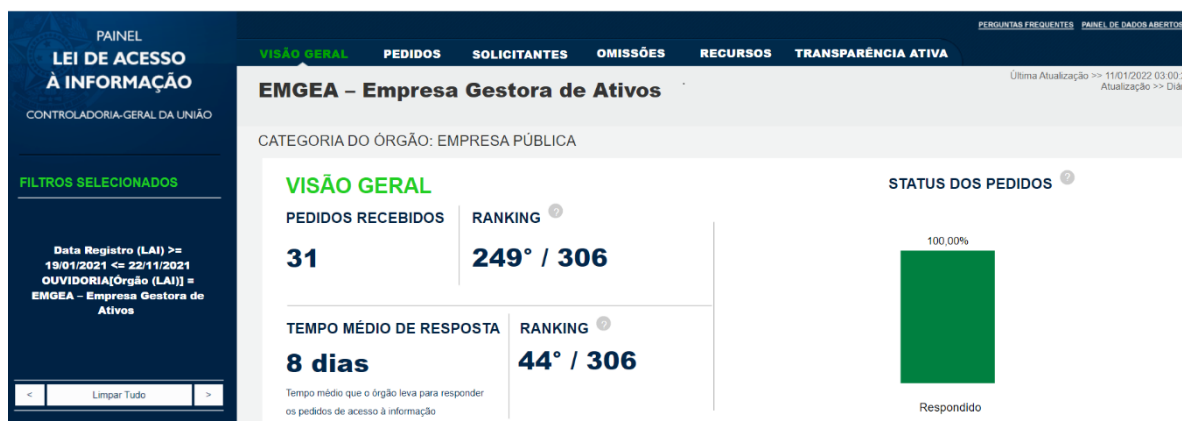 PAINEL
LEI DE ACESSO
À INFORMAÇÃO
CONTROLADORIA-GERAL DA UNIÃO
FILTROS SELECIONADOS
Data Registro (LAI) >=
19/01/2021 <= 22/11/2021
OUVIDORIA[Órgão (LAI)] =
EMGEA – Empresa Gestora de
Ativos
< Limpar Tudo >
PERGUNTAS FREQUENTES PAINEL DE DADOS ABERTOS
VISÃO GERAL PEDIDOS SOLICITANTES OMISSÕES RECURSOS TRANSPARÊNCIA ATIVA
Última Atualização >> 11/01/2022 03:00:
Atualização >> Diá
EMGEA – Empresa Gestora de Ativos
CATEGORIA DO ÓRGÃO: EMPRESA PÚBLICA
VISÃO GERAL
PEDIDOS RECEBIDOS RANKING ?
31 249° / 306
TEMPO MÉDIO DE RESPOSTA RANKING ?
8 dias 44° / 306
Tempo médio que o órgão leva para responder
os pedidos de acesso à informação
STATUS DOS PEDIDOS ?
100,00%
Respondido